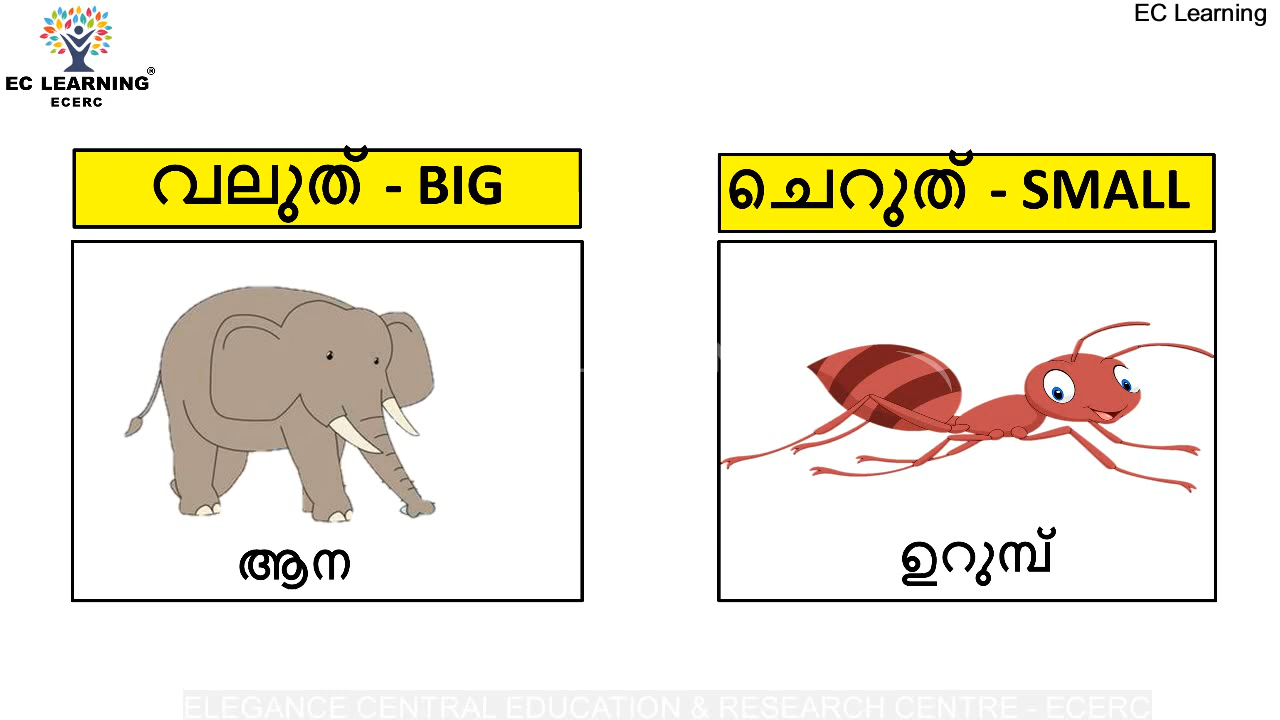 EC Learning
EC LEARNING®
ECERC
വലുത് - BIG
ചെറുത് - SMALL
ആന
ഉറുമ്പ്
ELEGANCE CENTRAL EDUCATION & RESEARCH CENTRE - ECERC